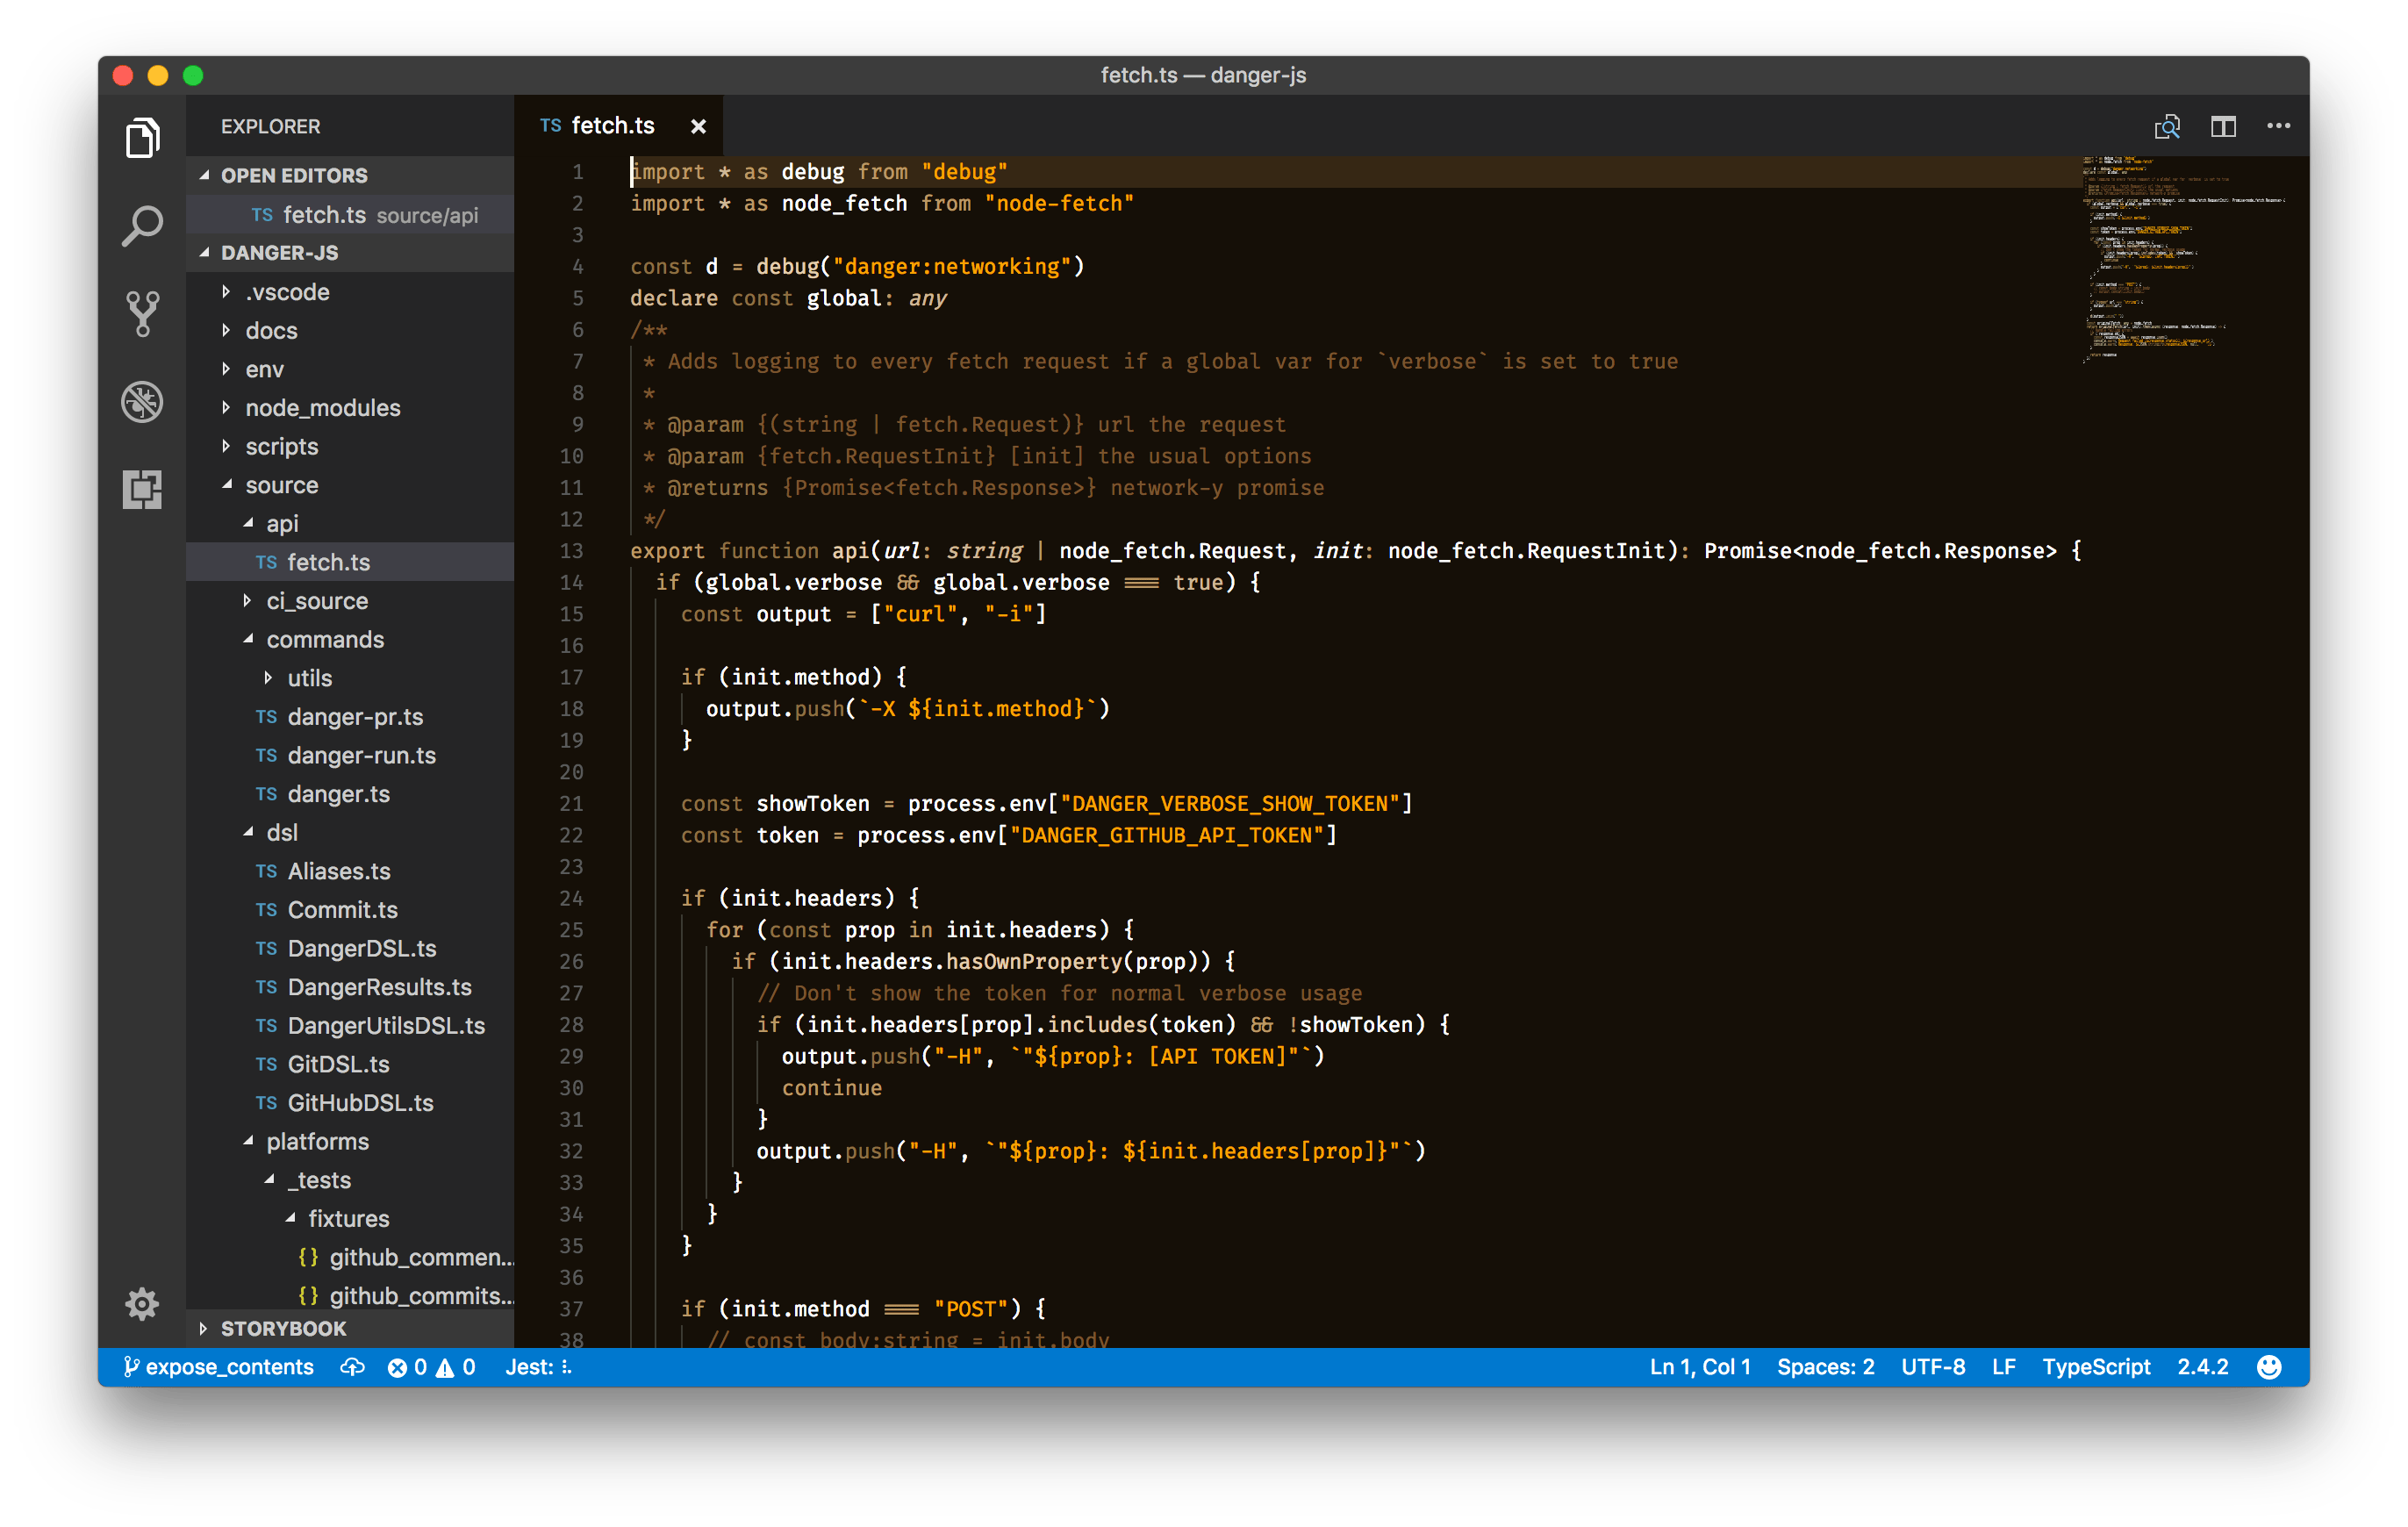 fetch.ts — danger-js
EXPLORER
OPEN EDITORS
TS fetch.ts source/api
DANGER-JS
.vscode
docs
env
node_modules
scripts
source
api
TS fetch.ts
ci_source
commands
utils
TS danger-pr.ts
TS danger-run.ts
TS danger.ts
dsl
TS Aliases.ts
TS Commit.ts
TS DangerDSL.ts
TS DangerResults.ts
TS DangerUtilsDSL.ts
TS GitDSL.ts
TS GitHubDSL.ts
platforms
_tests
fixtures
{} github_commen...
{} github_commits...
STORYBOOK
TS fetch.ts ×
1 import * as debug from "debug"
2 import * as node_fetch from "node-fetch"
3
4 const d = debug("danger:networking")
5 declare const global: any
6 /**
7  * Adds logging to every fetch request if a global var for `verbose` is set to true
8  *
9  * @param {(string | fetch.Request)} url the request
10  * @param {fetch.RequestInit} [init] the usual options
11  * @returns {Promise<fetch.Response>} network-y promise
12  */
13 export function api(url: string | node_fetch.Request, init: node_fetch.RequestInit): Promise<node_fetch.Response> {
14   if (global.verbose && global.verbose === true) {
15     const output = ["curl", "-i"]
16
17     if (init.method) {
18       output.push(`-X ${init.method}`)
19     }
20
21     const showToken = process.env["DANGER_VERBOSE_SHOW_TOKEN"]
22     const token = process.env["DANGER_GITHUB_API_TOKEN"]
23
24     if (init.headers) {
25       for (const prop in init.headers) {
26         if (init.headers.hasOwnProperty(prop)) {
27           // Don't show the token for normal verbose usage
28           if (init.headers[prop].includes(token) && !showToken) {
29             output.push("-H", `"${prop}: [API TOKEN]"`)
30             continue
31           }
32           output.push("-H", `"${prop}: ${init.headers[prop]}"`)
33         }
34       }
35     }
36
37     if (init.method === "POST") {
38       // const body:string = init.body
expose_contents 0 0 Jest: Ln 1, Col 1 Spaces: 2 UTF-8 LF TypeScript 2.4.2